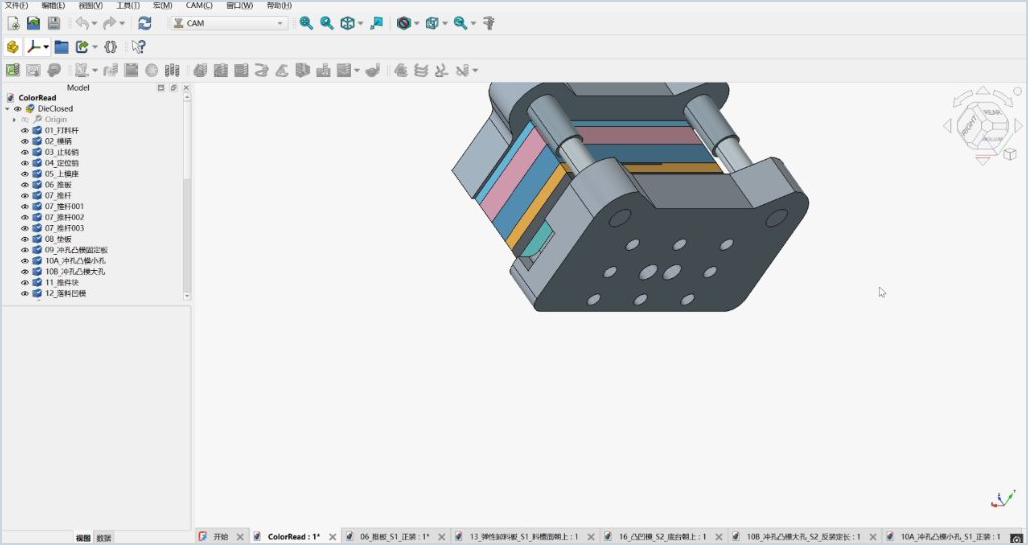 文件(F) 编辑(E) 视图(V) 工具(T) 宏(M) CAM(C) 窗口(W) 帮助(H)
CAM
Model
ColorRead
DieClosed
Origin
01_打料杆
02_模柄
03_止转销
04_定位销
05_上模座
06_推板
07_推杆
07_推杆001
07_推杆002
07_推杆003
08_垫板
09_冲孔凸模固定板
10A_冲孔凸模小孔
10B_冲孔凸模大孔
11_推件块
12_落料凹模
RIGHT
视图 数据
开始 ColorRead : 1* 06_推板_S1_正装 : 1* 13_弹性卸料板_S1_料槽面朝上 : 1 16_凸凹模_S2_底台朝上 : 1 10B_冲孔凸模大孔_S2_反装定长 : 1 10A_冲孔凸模小孔_S1_正装 : 1